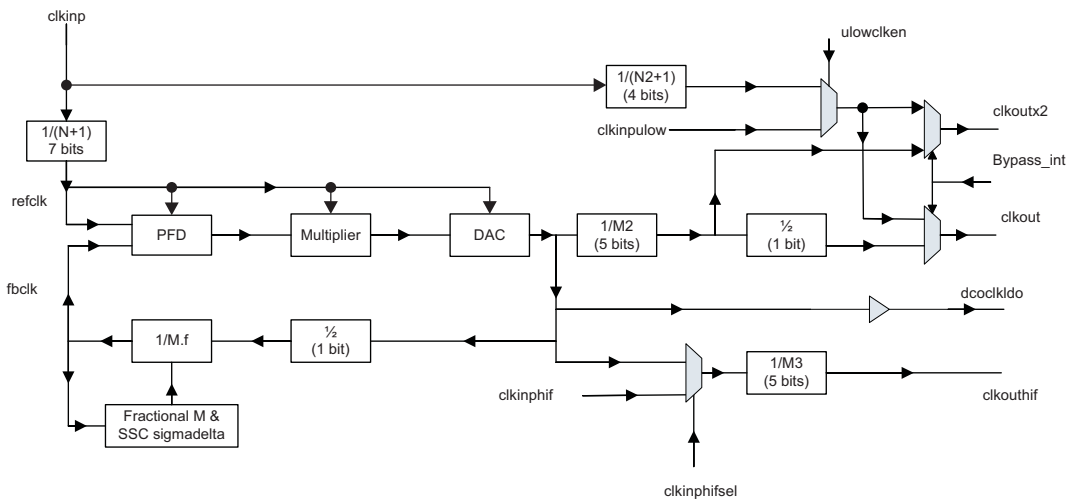 clkinp
ulowclken
1/(N2+1)
(4 bits)
clkoutx2
1/(N+1)
7 bits
clkinpulow
Bypass_int
refclk
clkout
PFD
Multiplier
DAC
1/M2
(5 bits)
½
(1 bit)
fbclk
dcoclkldo
1/M.f
½
(1 bit)
1/M3
(5 bits)
clkinphif
clkouthif
Fractional M &
SSC sigmadelta
clkinphifsel